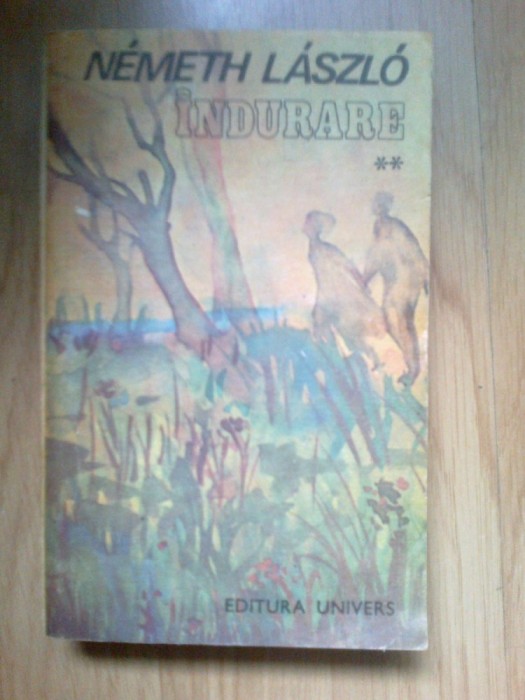 NÉMETH LÁSZLÓ
ÎNDURARE
**
EDITURA UNIVERS